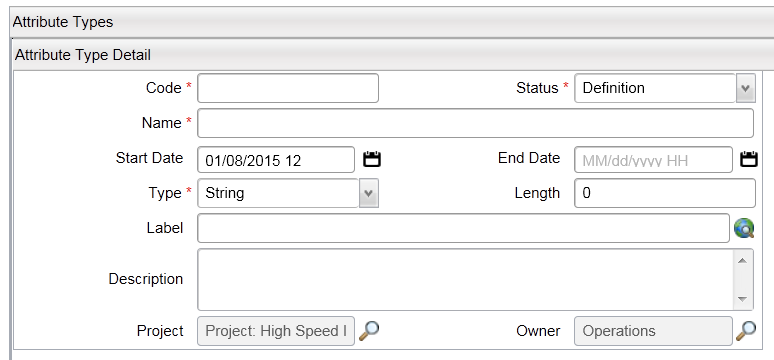 Attribute Types
Attribute Type Detail
Code * Status * Definition
Name *
Start Date 01/08/2015 12 End Date MM/dd/yyyy HH
Type * String Length 0
Label
Description
Project Project: High Speed I Owner Operations